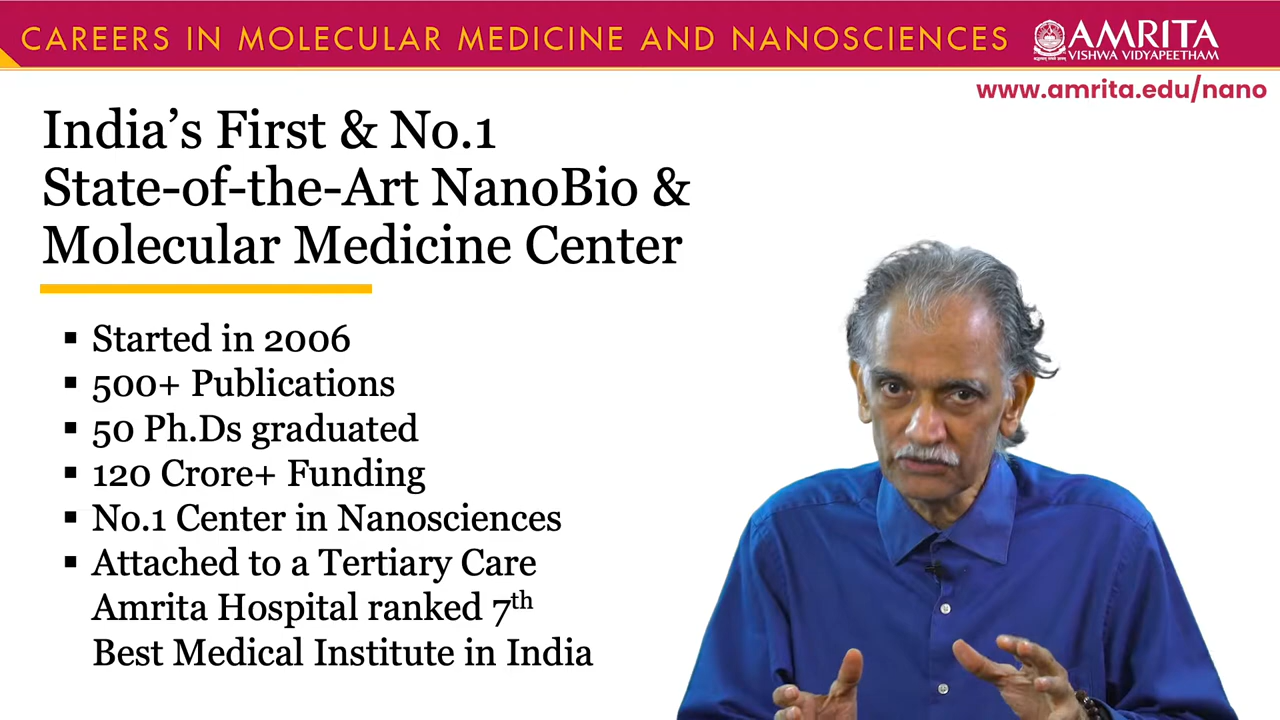 CAREERS IN MOLECULAR MEDICINE AND NANOSCIENCES
AMRITA
VISHWA VIDYAPEETHAM
www.amrita.edu/nano
India’s First & No.1
State-of-the-Art NanoBio &
Molecular Medicine Center
▪ Started in 2006
▪ 500+ Publications
▪ 50 Ph.Ds graduated
▪ 120 Crore+ Funding
▪ No.1 Center in Nanosciences
▪ Attached to a Tertiary Care
Amrita Hospital ranked 7th
Best Medical Institute in India